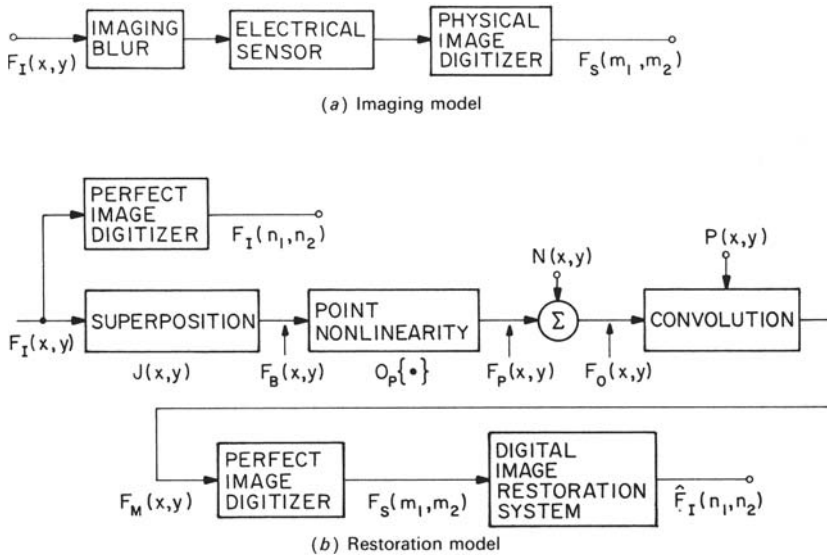 IMAGING
BLUR
ELECTRICAL
SENSOR
PHYSICAL
IMAGE
DIGITIZER
F_I(x,y)
F_S(m_1,m_2)
(a) Imaging model
PERFECT
IMAGE
DIGITIZER
F_I(n_1,n_2)
N(x,y)
P(x,y)
SUPERPOSITION
POINT
NONLINEARITY
Σ
CONVOLUTION
F_I(x,y)
J(x,y)
F_B(x,y)
O_P{•}
F_P(x,y)
F_O(x,y)
PERFECT
IMAGE
DIGITIZER
DIGITAL
IMAGE
RESTORATION
SYSTEM
F_M(x,y)
F_S(m_1,m_2)
F̂_I(n_1,n_2)
(b) Restoration model